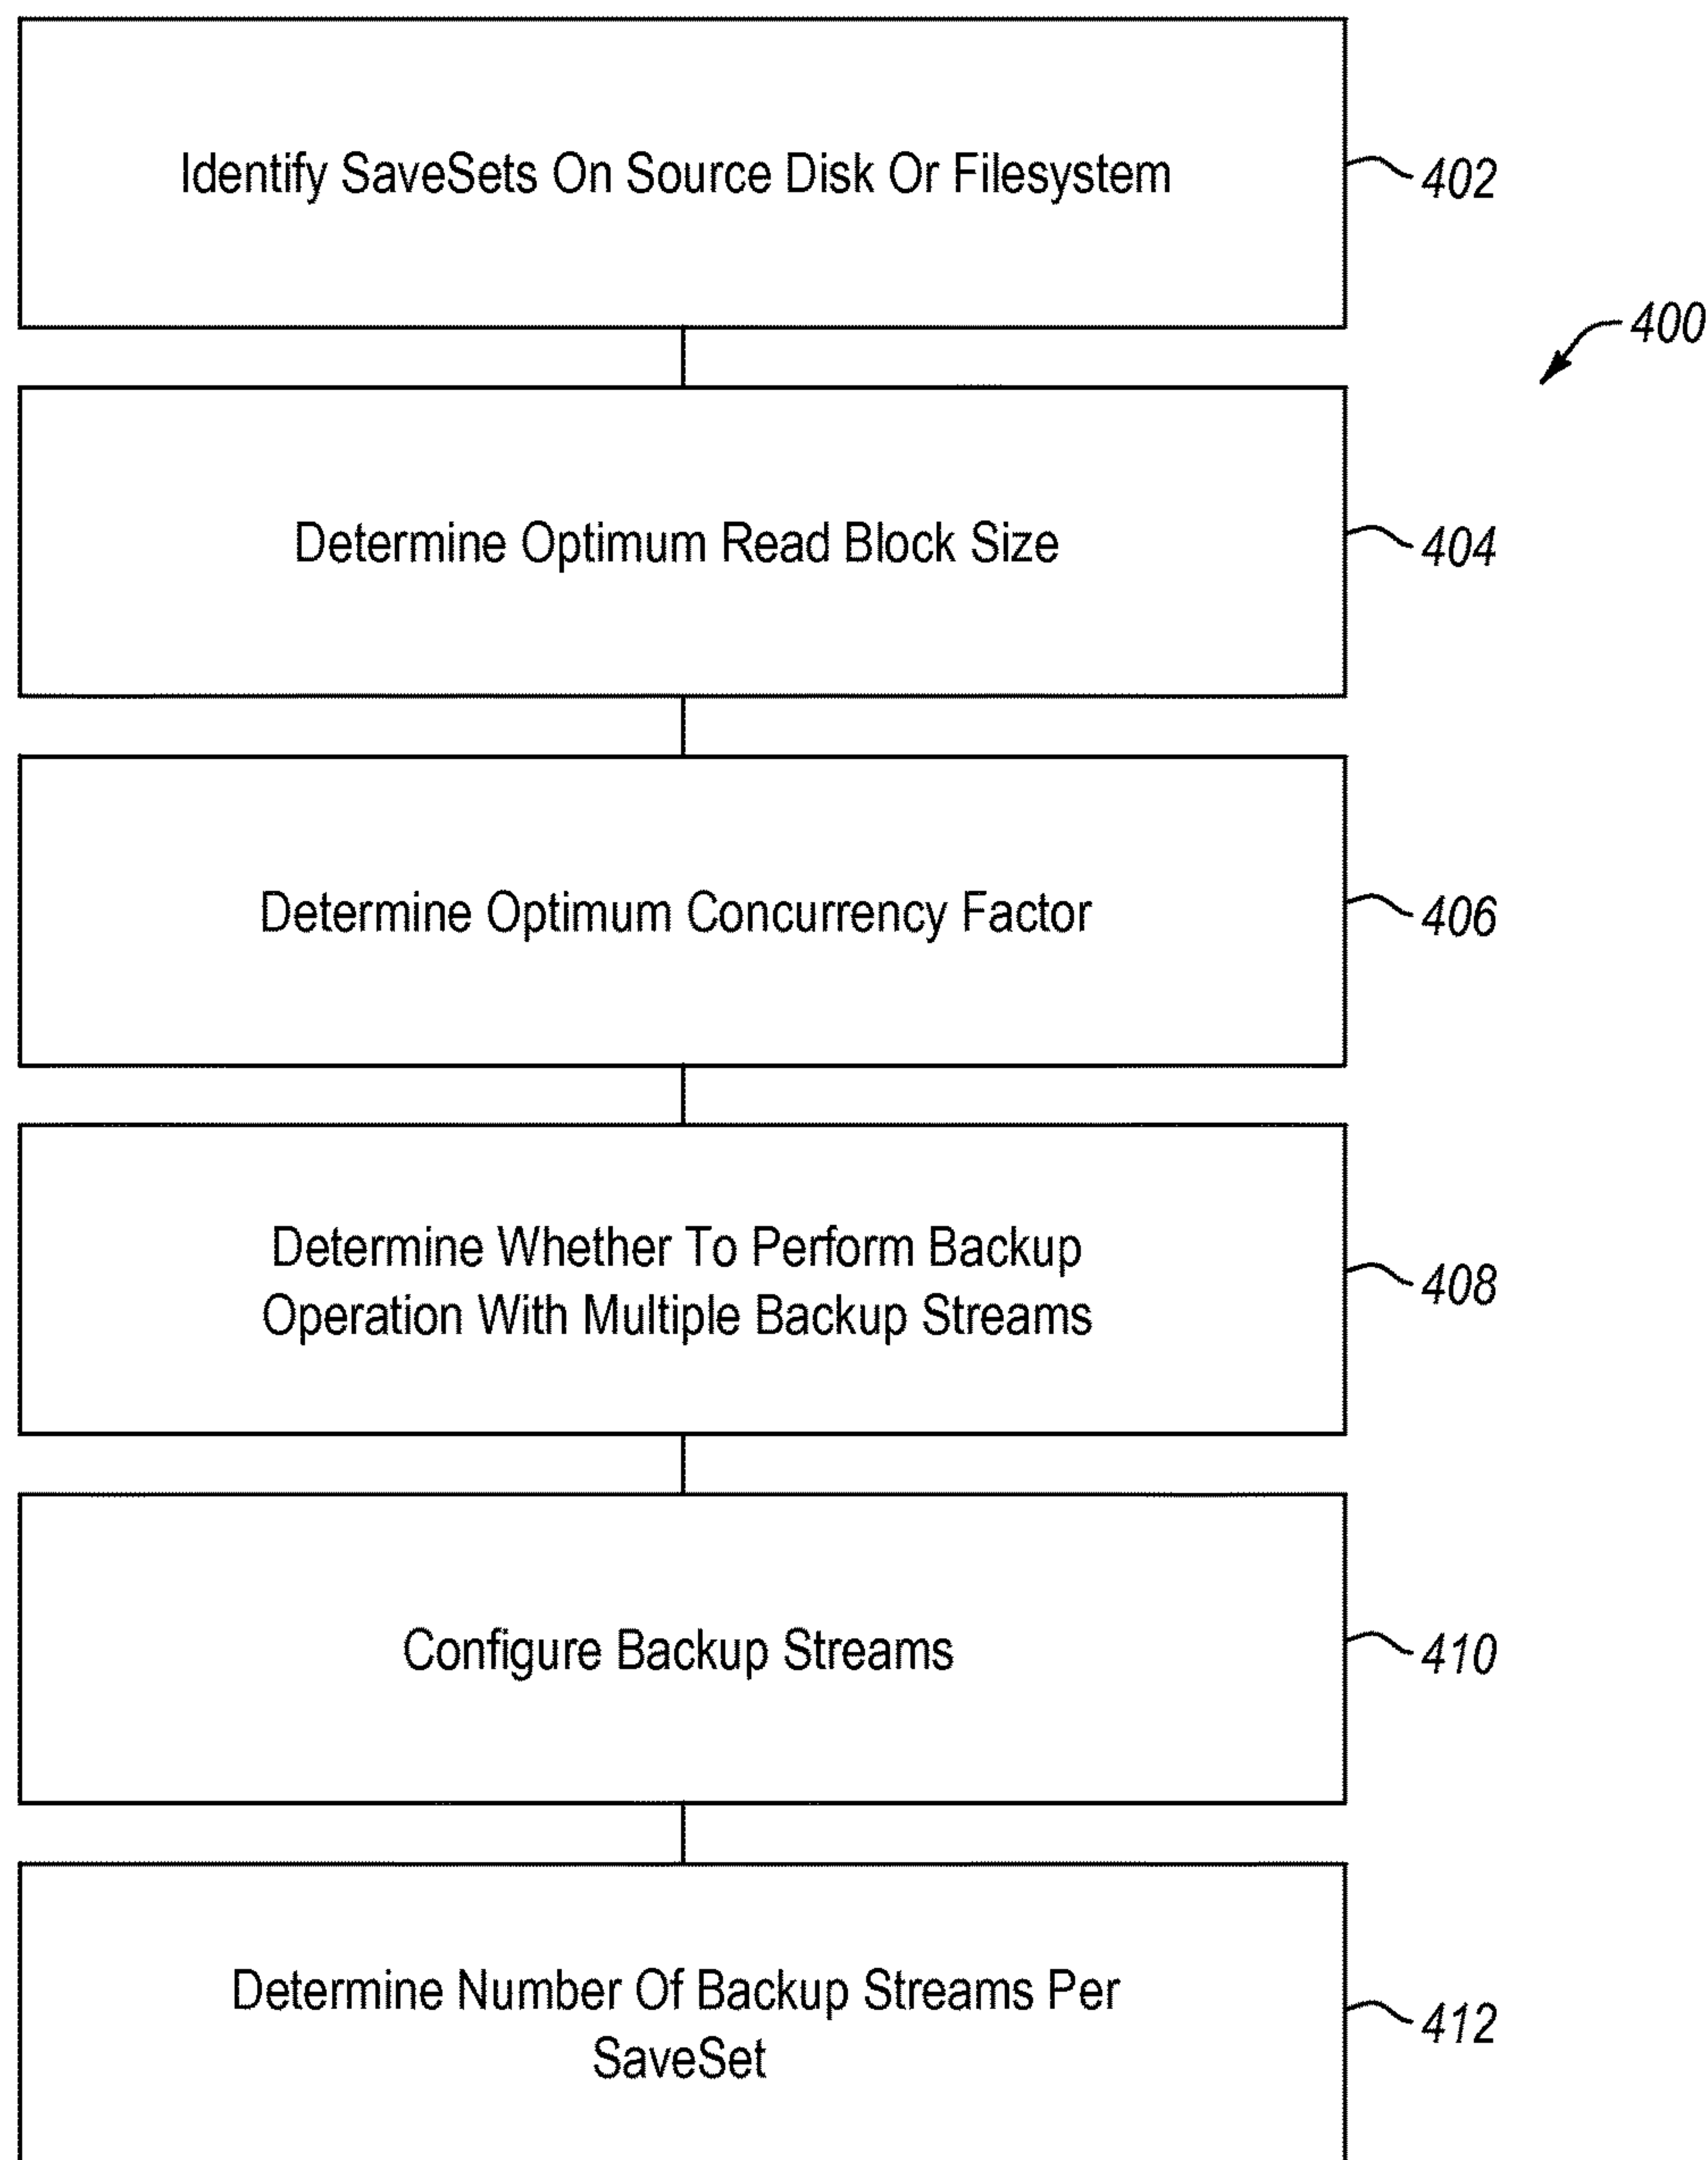 Identify SaveSets On Source Disk Or Filesystem
402
400
Determine Optimum Read Block Size
404
Determine Optimum Concurrency Factor
406
Determine Whether To Perform Backup
Operation With Multiple Backup Streams
408
Configure Backup Streams
410
Determine Number Of Backup Streams Per
SaveSet
412